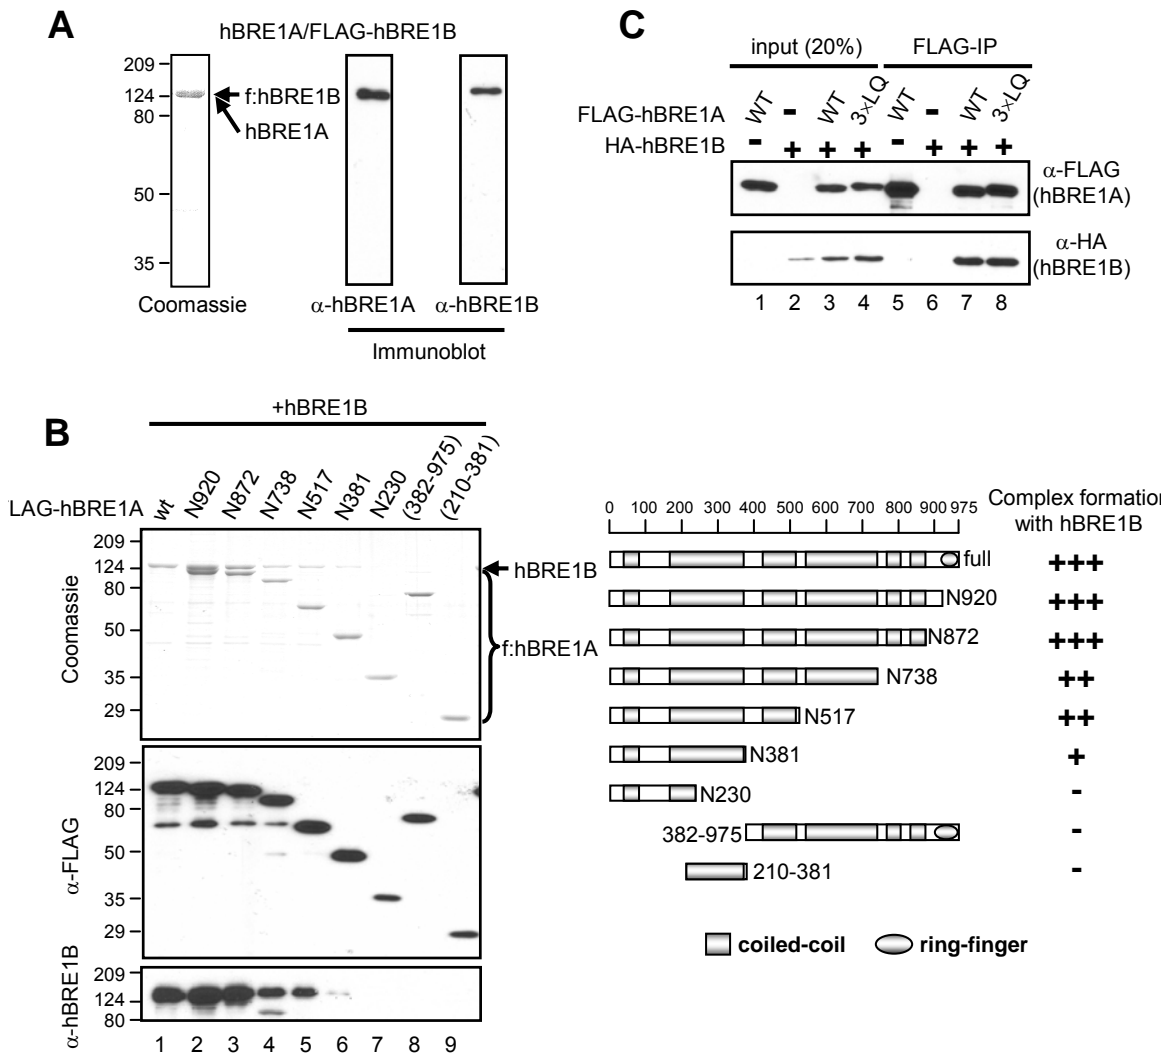 A
hBRE1A/FLAG-hBRE1B
209
124
80
50
35
f:hBRE1B
hBRE1A
Coomassie
α-hBRE1A
α-hBRE1B
Immunoblot
C
input (20%)
FLAG-IP
FLAG-hBRE1A
WT
-
WT
3×LQ
WT
-
WT
3×LQ
HA-hBRE1B
-
+
+
+
-
+
+
+
α-FLAG
(hBRE1A)
α-HA
(hBRE1B)
1 2 3 4 5 6 7 8
B
+hBRE1B
LAG-hBRE1A
wt
N920
N872
N738
N517
N381
N230
(382-975)
(210-381)
Coomassie
209
124
80
50
35
29
hBRE1B
f:hBRE1A
α-FLAG
209
124
80
50
35
29
α-hBRE1B
209
124
80
1 2 3 4 5 6 7 8 9
0 100 200 300 400 500 600 700 800 900 975
Complex formation
with hBRE1B
full +++
N920 +++
N872 +++
N738 ++
N517 ++
N381 +
N230 -
382-975 -
210-381 -
coiled-coil
ring-finger